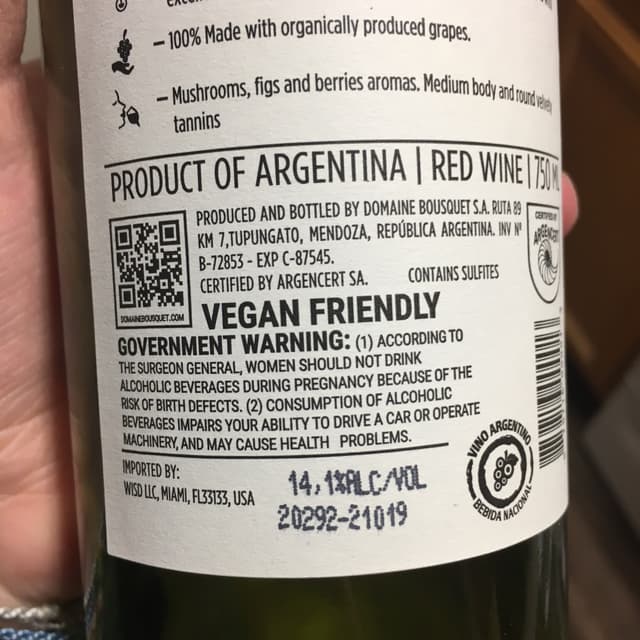 – 100% Made with organically produced grapes.
– Mushrooms, figs and berries aromas. Medium body and round velvety
tannins
PRODUCT OF ARGENTINA | RED WINE | 750 ML
PRODUCED AND BOTTLED BY DOMAINE BOUSQUET S.A. RUTA 89
KM 7,TUPUNGATO, MENDOZA, REPÚBLICA ARGENTINA. INV Nº
B-72853 - EXP C-87545.
CERTIFIED BY ARGENCERT SA. CONTAINS SULFITES
CERTIFIED BY
ARGENCERT
DOMAINEBOUSQUET.COM
VEGAN FRIENDLY
GOVERNMENT WARNING: (1) ACCORDING TO
THE SURGEON GENERAL, WOMEN SHOULD NOT DRINK
ALCOHOLIC BEVERAGES DURING PREGNANCY BECAUSE OF THE
RISK OF BIRTH DEFECTS. (2) CONSUMPTION OF ALCOHOLIC
BEVERAGES IMPAIRS YOUR ABILITY TO DRIVE A CAR OR OPERATE
MACHINERY, AND MAY CAUSE HEALTH PROBLEMS.
IMPORTED BY:
WISD LLC, MIAMI, FL33133, USA
14,1%ALC/VOL
20292-21019
VINO ARGENTINO
BEBIDA NACIONAL